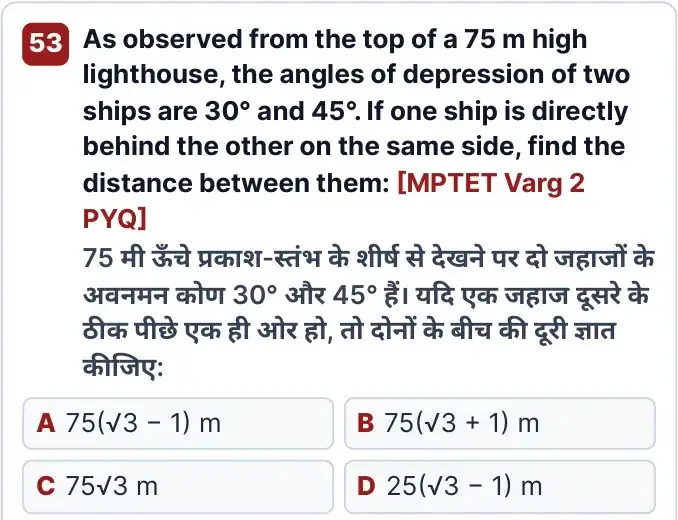 53 As observed from the top of a 75 m high
lighthouse, the angles of depression of two
ships are 30° and 45°. If one ship is directly
behind the other on the same side, find the
distance between them: [MPTET Varg 2
PYQ]
75 मी ऊँचे प्रकाश-स्तंभ के शीर्ष से देखने पर दो जहाजों के
अवनमन कोण 30° और 45° हैं। यदि एक जहाज दूसरे के
ठीक पीछे एक ही ओर हो, तो दोनों के बीच की दूरी ज्ञात
कीजिए:
A 75(√3 − 1) m
B 75(√3 + 1) m
C 75√3 m
D 25(√3 − 1) m